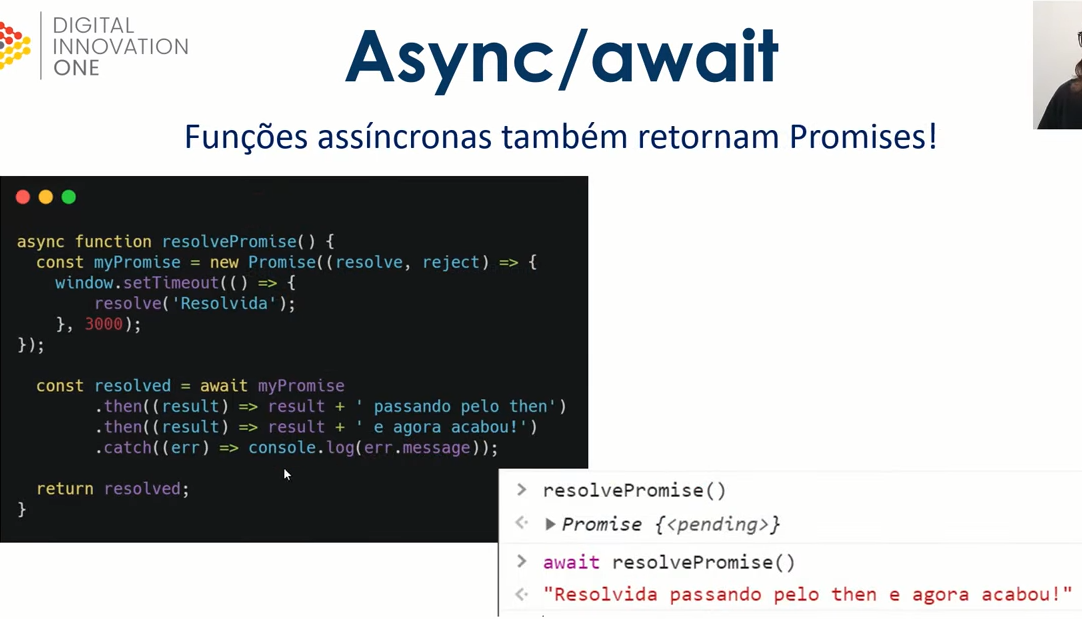 DIGITAL
INNOVATION
ONE
Async/await
Funções assíncronas também retornam Promises!
async function resolvePromise() {
  const myPromise = new Promise((resolve, reject) => {
    window.setTimeout(() => {
        resolve('Resolvida');
    }, 3000);
});
  const resolved = await myPromise
        .then((result) => result + ' passando pelo then')
        .then((result) => result + ' e agora acabou!')
        .catch((err) => console.log(err.message));
  return resolved;
}
> resolvePromise()
<· ▶ Promise {<pending>}
> await resolvePromise()
<· "Resolvida passando pelo then e agora acabou!"